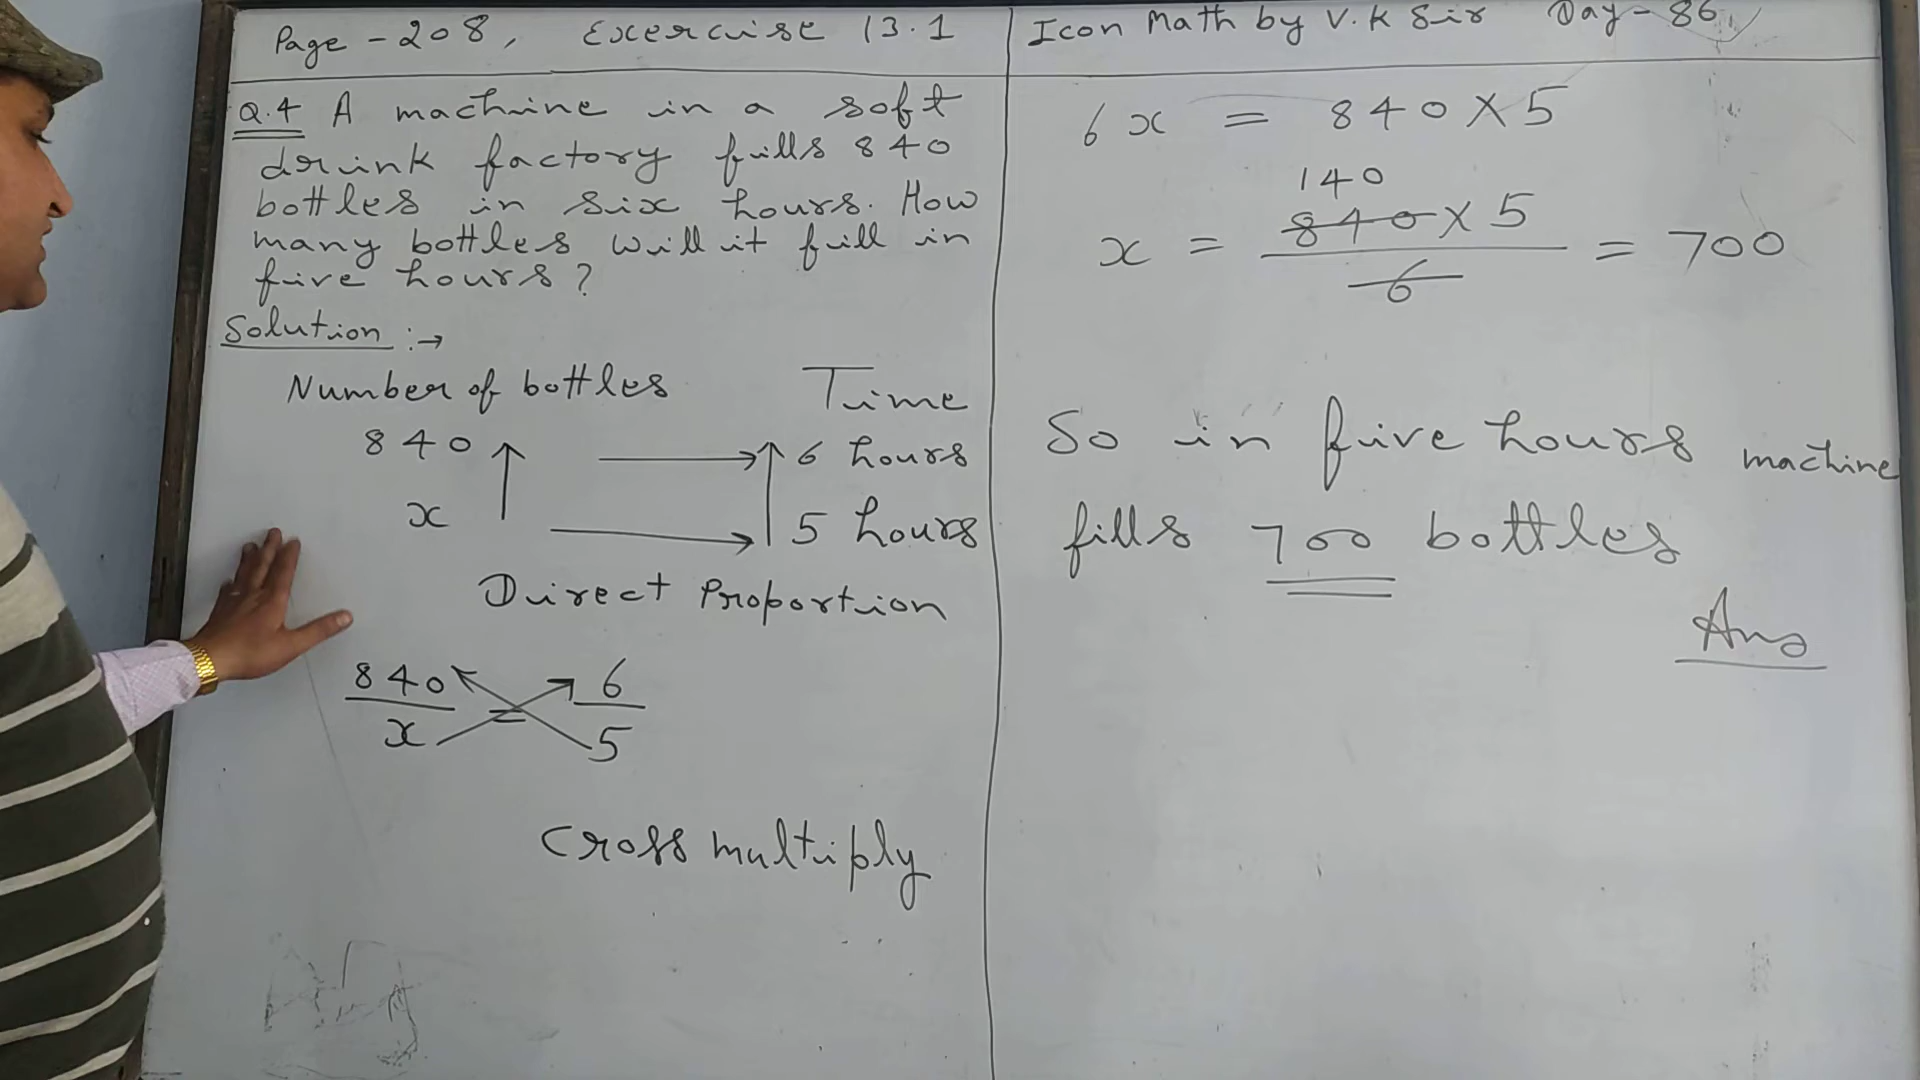 Page - 208, Exercise 13.1
Q.4 A machine in a soft
drink factory fills 840
bottles in six hours. How
many bottles will it fill in
five hours?
Solution :→
Number of bottles Time
840 ↑ → ↑ 6 hours
x → 5 hours
Direct Proportion
840/x = 6/5
Cross multiply
Icon Math by V.K Sir Day - 86
6x = 840 × 5
140
x = 840 × 5 / 6 = 700
So in five hours machine
fills 700 bottles
Ans